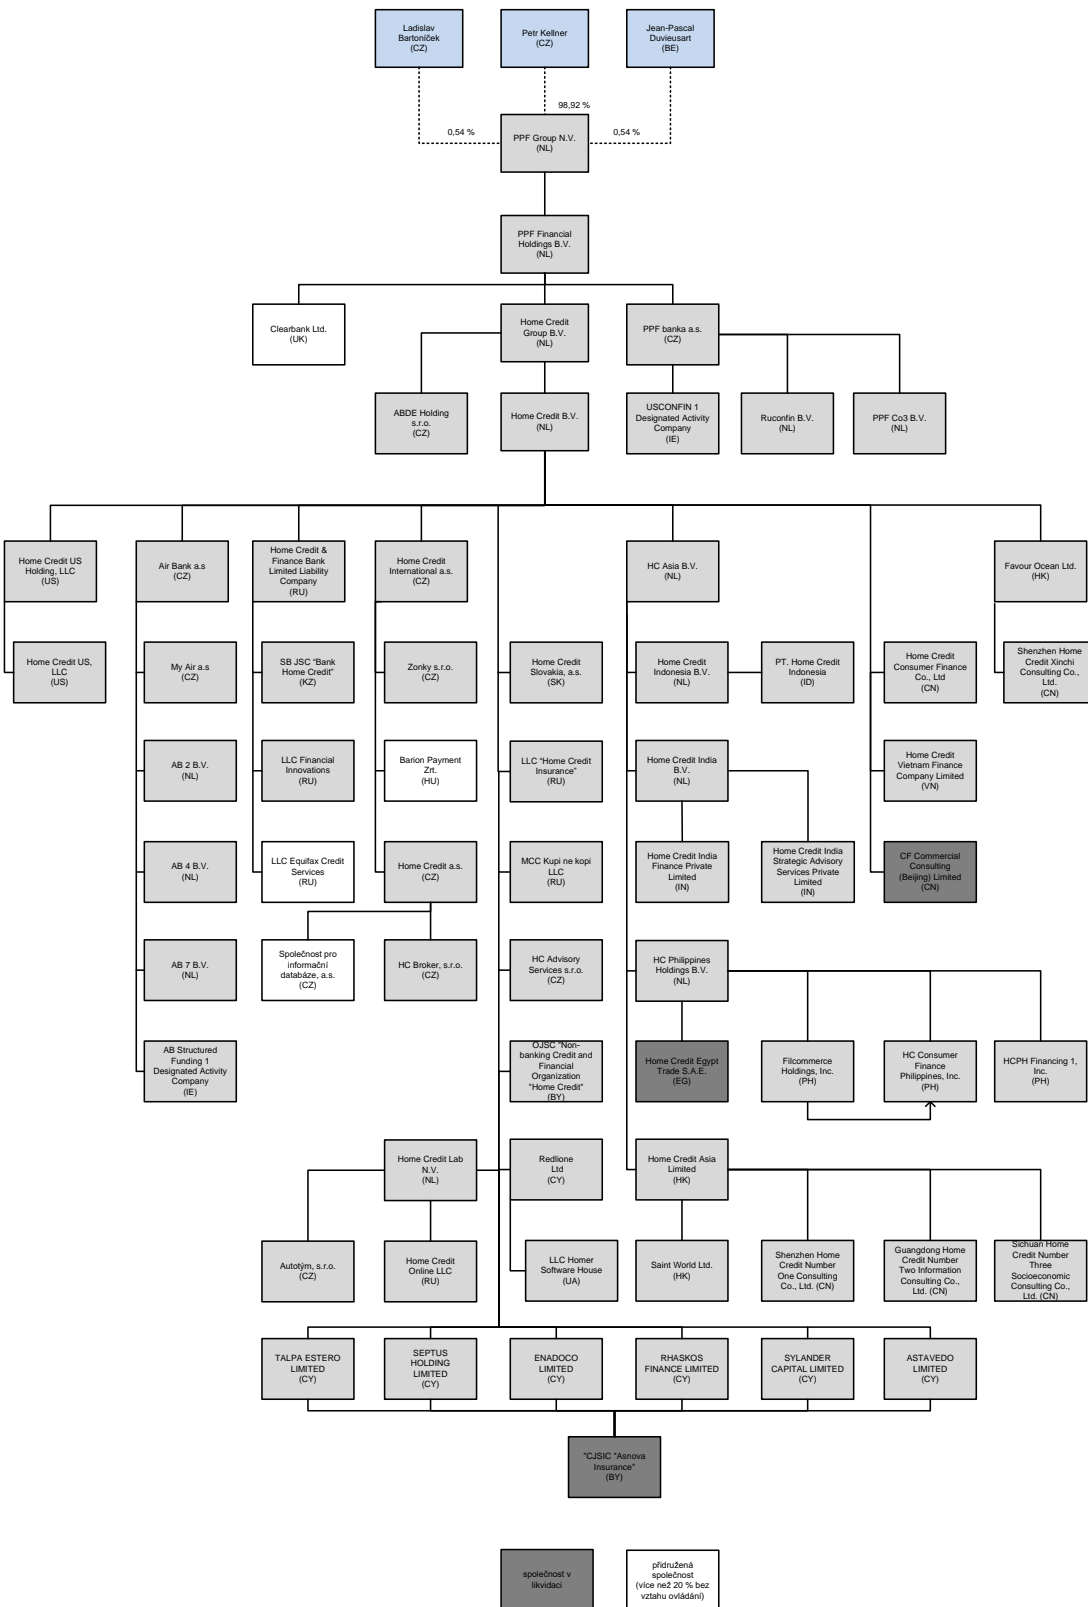 Ladislav
Bartoníček
(CZ)
Petr Kellner
(CZ)
Jean-Pascal
Duvieusart
(BE)
98,92 %
0,54 %
0,54 %
PPF Group N.V.
(NL)
PPF Financial
Holdings B.V.
(NL)
Clearbank Ltd.
(UK)
Home Credit
Group B.V.
(NL)
PPF banka a.s.
(CZ)
ABDE Holding
s.r.o.
(CZ)
Home Credit B.V.
(NL)
USCONFIN 1
Designated Activity
Company
(IE)
Ruconfin B.V.
(NL)
PPF Co3 B.V.
(NL)
Home Credit US
Holding, LLC
(US)
Air Bank a.s
(CZ)
Home Credit &
Finance Bank
Limited Liability
Company
(RU)
Home Credit
International a.s.
(CZ)
HC Asia B.V.
(NL)
Favour Ocean Ltd.
(HK)
Home Credit US,
LLC
(US)
My Air a.s
(CZ)
SB JSC "Bank
Home Credit"
(KZ)
Zonky s.r.o.
(CZ)
Home Credit
Slovakia, a.s.
(SK)
Home Credit
Indonesia B.V.
(NL)
PT. Home Credit
Indonesia
(ID)
Home Credit
Consumer Finance
Co., Ltd
(CN)
Shenzhen Home
Credit Xinchi
Consulting Co.,
Ltd.
(CN)
AB 2 B.V.
(NL)
LLC Financial
Innovations
(RU)
Barion Payment
Zrt.
(HU)
LLC "Home Credit
Insurance"
(RU)
Home Credit India
B.V.
(NL)
Home Credit
Vietnam Finance
Company Limited
(VN)
AB 4 B.V.
(NL)
LLC Equifax Credit
Services
(RU)
Home Credit a.s.
(CZ)
MCC Kupi ne kopi
LLC
(RU)
Home Credit India
Finance Private
Limited
(IN)
Home Credit India
Strategic Advisory
Services Private
Limited
(IN)
CF Commercial
Consulting
(Beijing) Limited
(CN)
AB 7 B.V.
(NL)
Společnost pro
informační
databáze, a.s.
(CZ)
HC Broker, s.r.o.
(CZ)
HC Advisory
Services s.r.o.
(CZ)
HC Philippines
Holdings B.V.
(NL)
AB Structured
Funding 1
Designated Activity
Company
(IE)
OJSC "Non-
banking Credit and
Financial
Organization
"Home Credit"
(BY)
Home Credit Egypt
Trade S.A.E.
(EG)
Filcommerce
Holdings, Inc.
(PH)
HC Consumer
Finance
Philippines, Inc.
(PH)
HCPH Financing 1,
Inc.
(PH)
Home Credit Lab
N.V.
(NL)
Redlione
Ltd
(CY)
Home Credit Asia
Limited
(HK)
Autotým, s.r.o.
(CZ)
Home Credit
Online LLC
(RU)
LLC Homer
Software House
(UA)
Saint World Ltd.
(HK)
Shenzhen Home
Credit Number
One Consulting
Co., Ltd. (CN)
Guangdong Home
Credit Number
Two Information
Consulting Co.,
Ltd. (CN)
Sichuan Home
Credit Number
Three
Socioeconomic
Consulting Co.,
Ltd. (CN)
TALPA ESTERO
LIMITED
(CY)
SEPTUS
HOLDING
LIMITED
(CY)
ENADOCO
LIMITED
(CY)
RHASKOS
FINANCE LIMITED
(CY)
SYLANDER
CAPITAL LIMITED
(CY)
ASTAVEDO
LIMITED
(CY)
"CJSIC "Asnova
Insurance"
(BY)
společnost v
likvidaci
přidružená
společnost
(více než 20 % bez
vztahu ovládání)